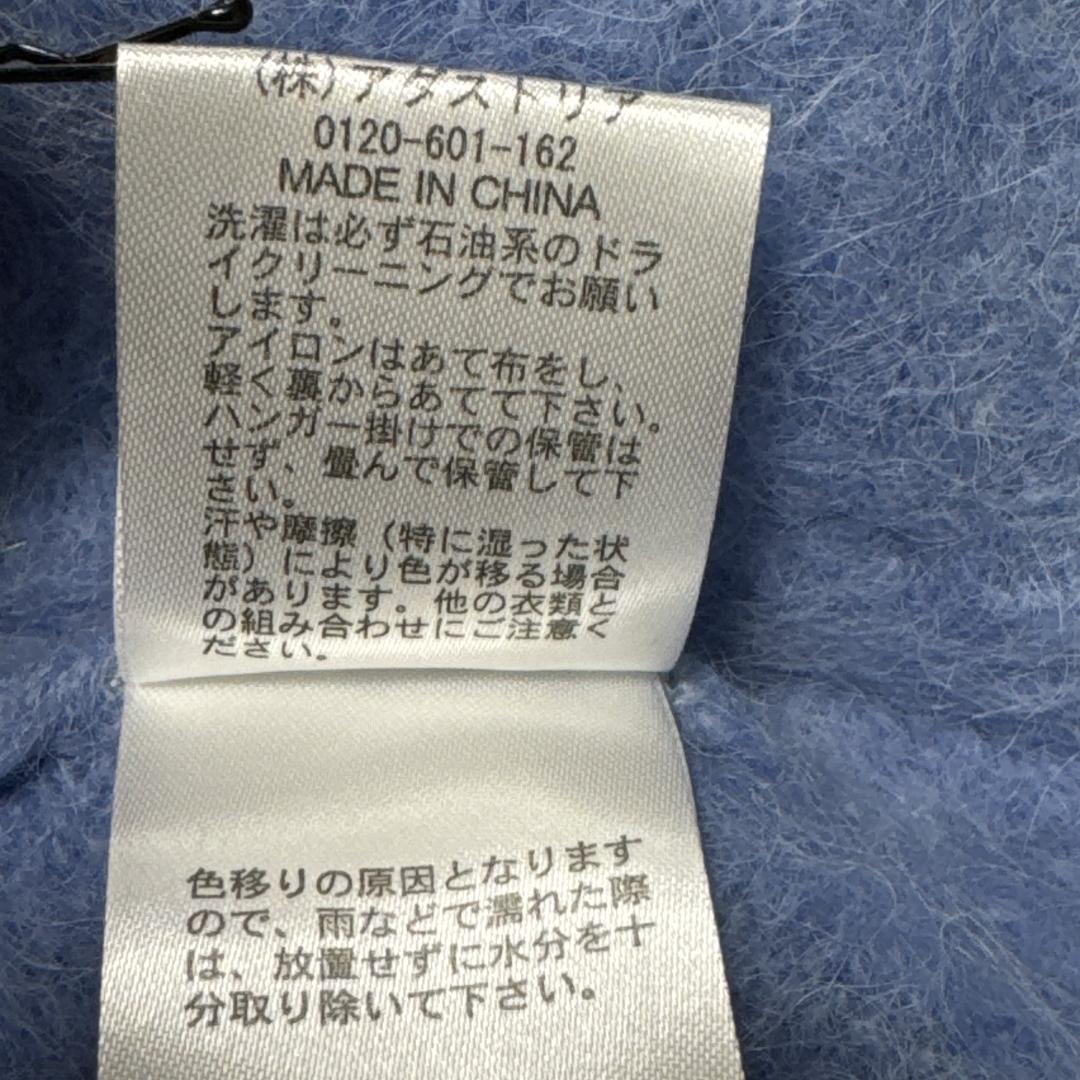 (株)アダストリア
0120-601-162
MADE IN CHINA
洗濯は必ず石油系のドラ
イクリーニングでお願い
します。
アイロンはあて布をし、
軽く裏からあてて下さい。
ハンガー掛けでの保管は
せず、畳んで保管して下
さい。
汗や摩擦（特に湿った状
態）により色が移る場合
があります。他の衣類と
の組み合わせにご注意く
ださい。
色移りの原因となります
ので、雨などで濡れた際
は、放置せずに水分を十
分取り除いて下さい。